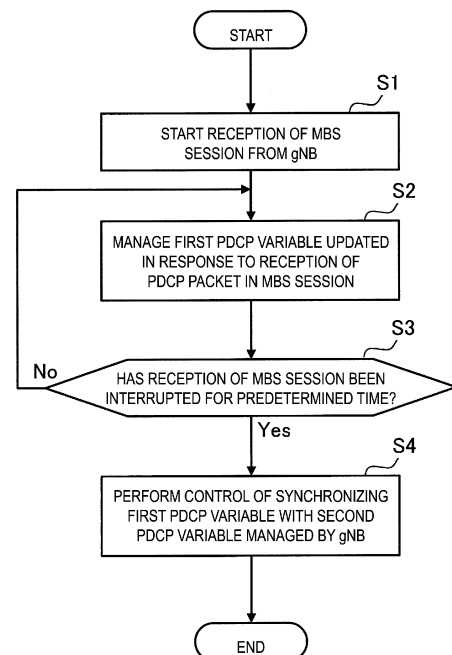 START
S1
START RECEPTION OF MBS
SESSION FROM gNB
S2
MANAGE FIRST PDCP VARIABLE UPDATED
IN RESPONSE TO RECEPTION OF
PDCP PACKET IN MBS SESSION
S3
No
HAS RECEPTION OF MBS SESSION BEEN
INTERRUPTED FOR PREDETERMINED TIME?
Yes
S4
PERFORM CONTROL OF SYNCHRONIZING
FIRST PDCP VARIABLE WITH SECOND
PDCP VARIABLE MANAGED BY gNB
END